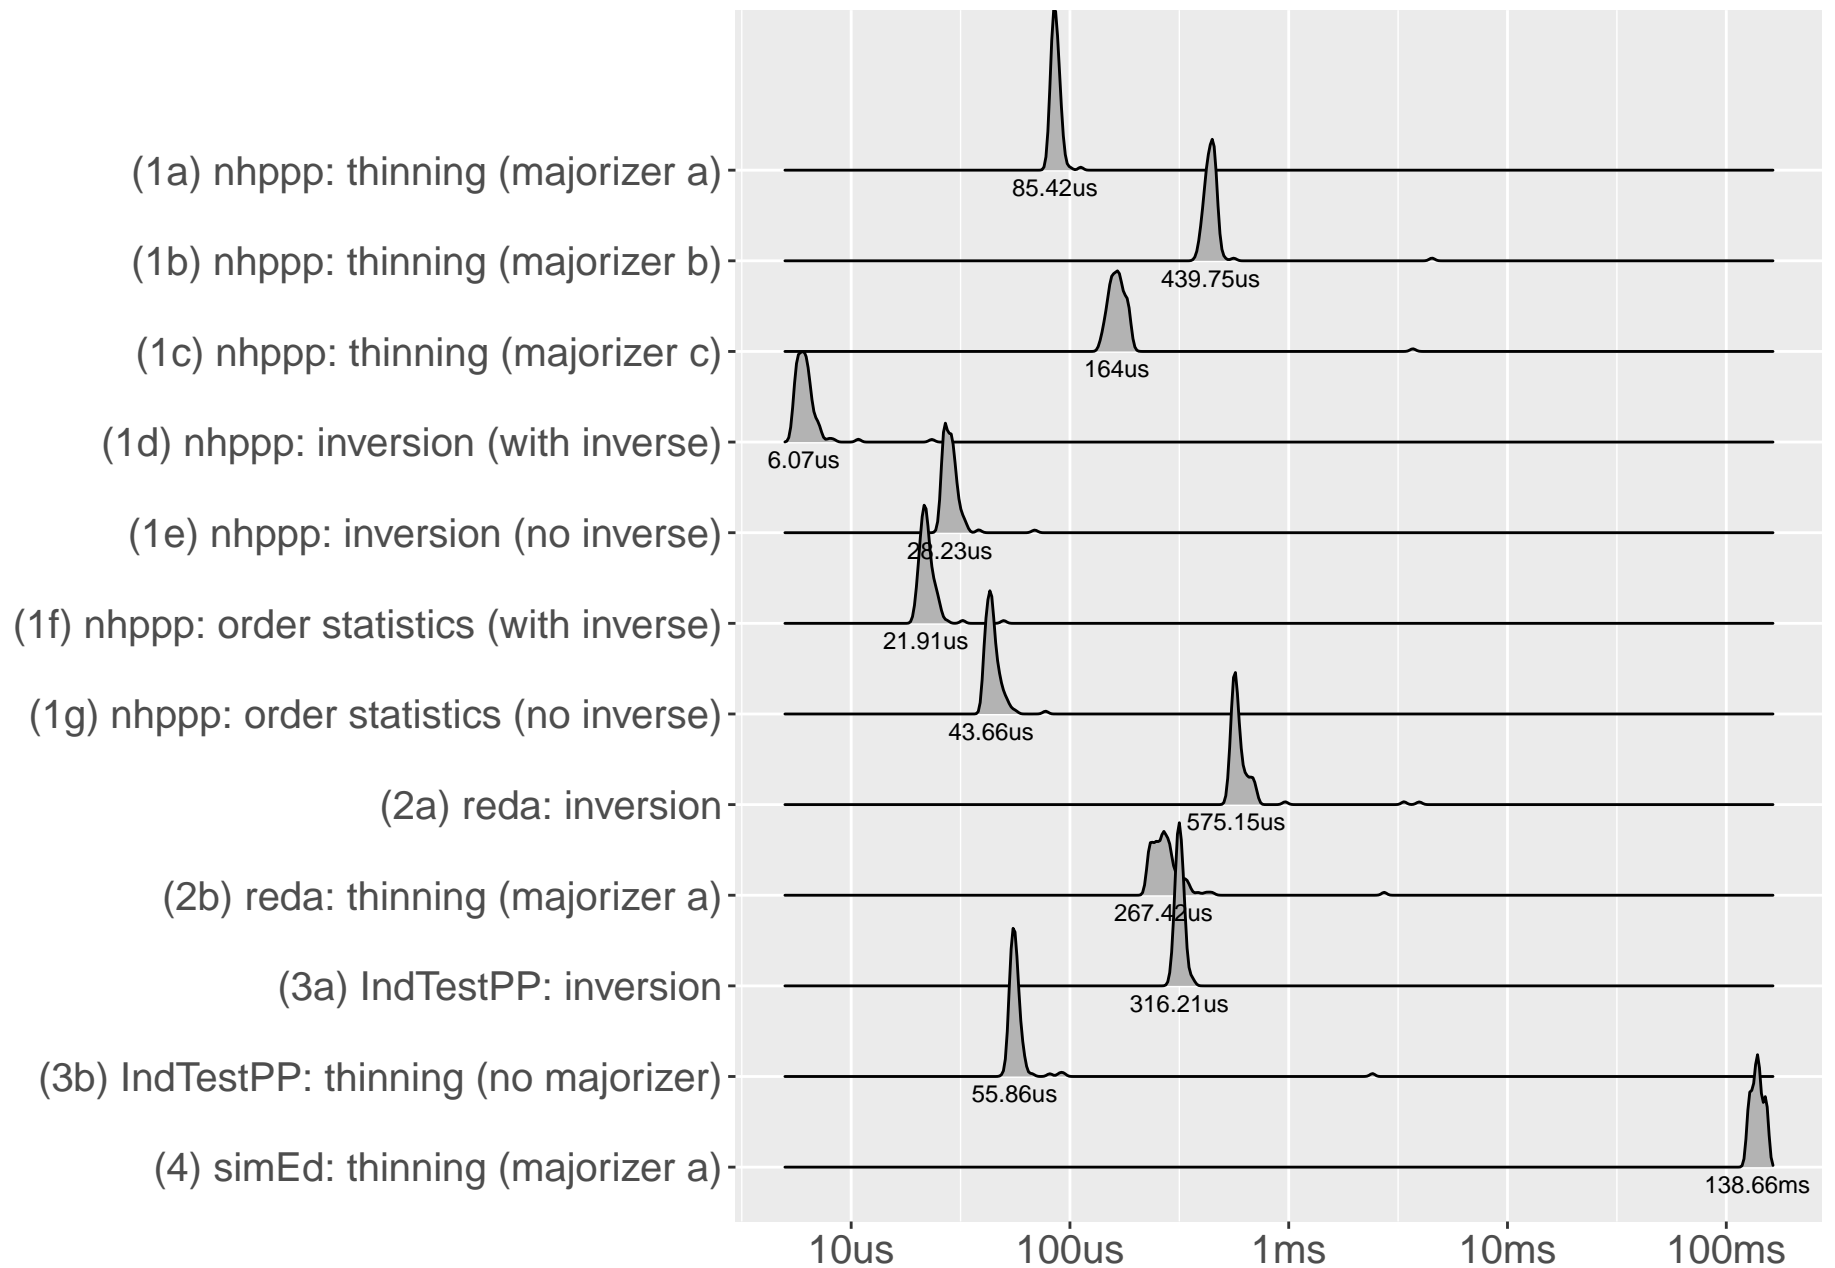 (1a) nhppp: thinning (majorizer a)
85.42us
(1b) nhppp: thinning (majorizer b)
439.75us
(1c) nhppp: thinning (majorizer c)
164us
(1d) nhppp: inversion (with inverse)
6.07us
(1e) nhppp: inversion (no inverse)
28.23us
(1f) nhppp: order statistics (with inverse)
21.91us
(1g) nhppp: order statistics (no inverse)
43.66us
(2a) reda: inversion
575.15us
(2b) reda: thinning (majorizer a)
267.42us
(3a) IndTestPP: inversion
316.21us
(3b) IndTestPP: thinning (no majorizer)
55.86us
(4) simEd: thinning (majorizer a)
138.66ms
10us 100us 1ms 10ms 100ms